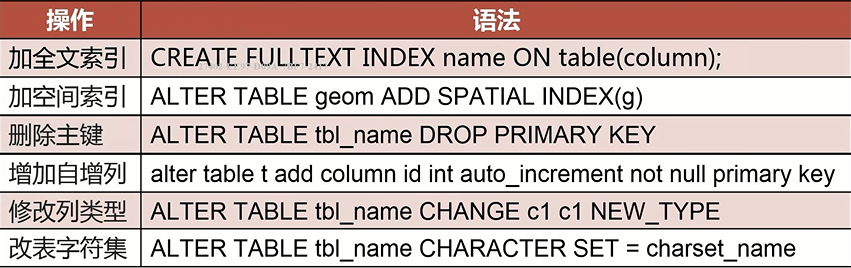 操作 语法
加全文索引 CREATE FULLTEXT INDEX name ON table(column);
加空间索引 ALTER TABLE geom ADD SPATIAL INDEX(g)
删除主键 ALTER TABLE tbl_name DROP PRIMARY KEY
增加自增列 alter table t add column id int auto_increment not null primary key
修改列类型 ALTER TABLE tbl_name CHANGE c1 c1 NEW_TYPE
改表字符集 ALTER TABLE tbl_name CHARACTER SET = charset_name